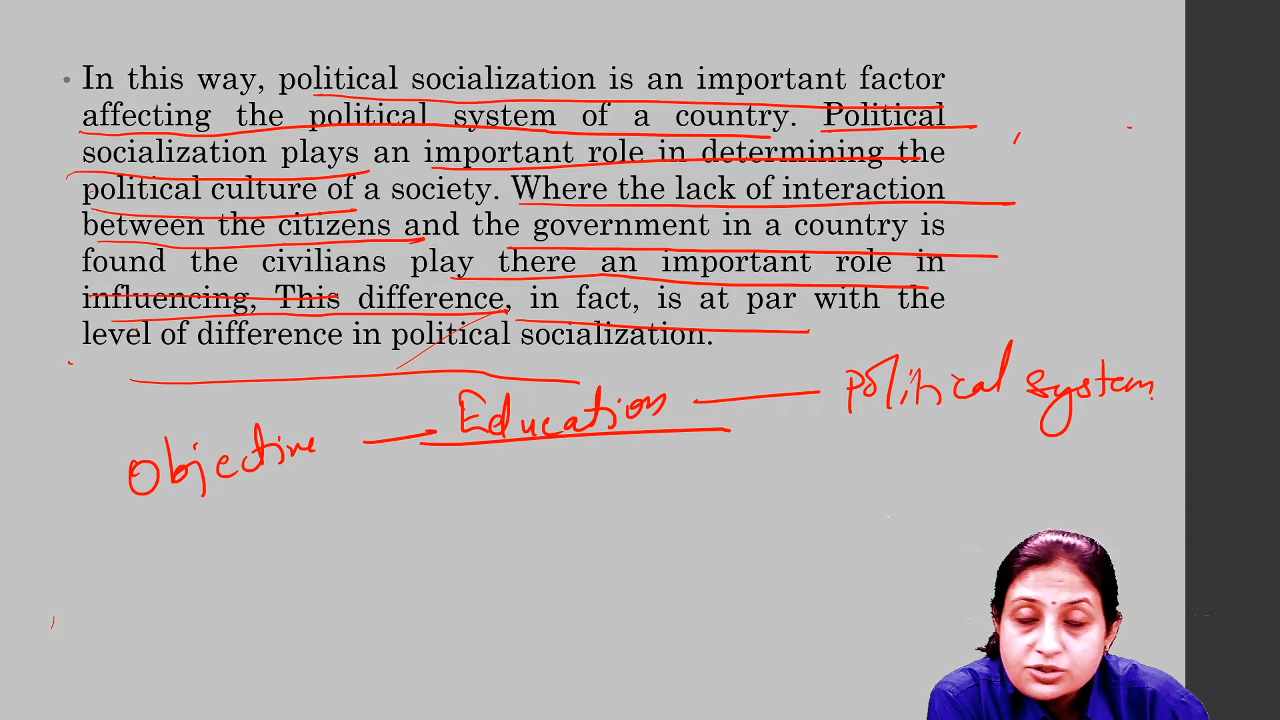 • In this way, political socialization is an important factor
affecting the political system of a country. Political
socialization plays an important role in determining the
political culture of a society. Where the lack of interaction
between the citizens and the government in a country is
found the civilians play there an important role in
influencing, This difference, in fact, is at par with the
level of difference in political socialization.
Objective → Education — political system